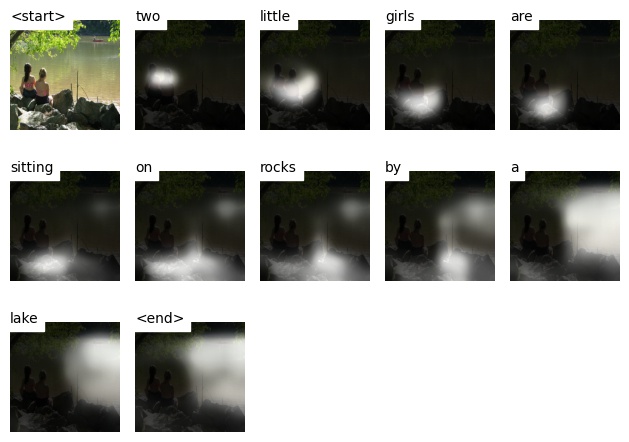 <start> two little girls are
sitting on rocks by a
lake <end>